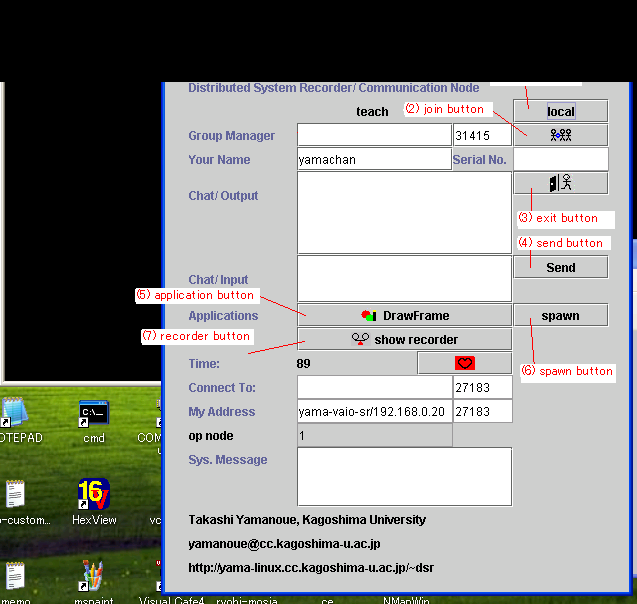 Distributed System Recorder/ Communication Node
teach
(2) join button
local
Group Manager
31415
Your Name
yamachan
Serial No.
Chat/ Output
(3) exit button
(4) send button
Chat/ Input
Send
(5) application button
Applications
DrawFrame
spawn
(7) recorder button
show recorder
Time:
89
(6) spawn button
Connect To:
27183
My Address
yama-vaio-sr/192.168.0.20
27183
op node
1
Sys. Message
Takashi Yamanoue, Kagoshima University
yamanoue@cc.kagoshima-u.ac.jp
http://yama-linux.cc.kagoshima-u.ac.jp/~dsr
OTEPAD
C:\_
cmd
COM
16
o-custom...
HexView
vc
memo
mspaint
Visual Cafe4
ryohi-mosia
ce
NMapWin